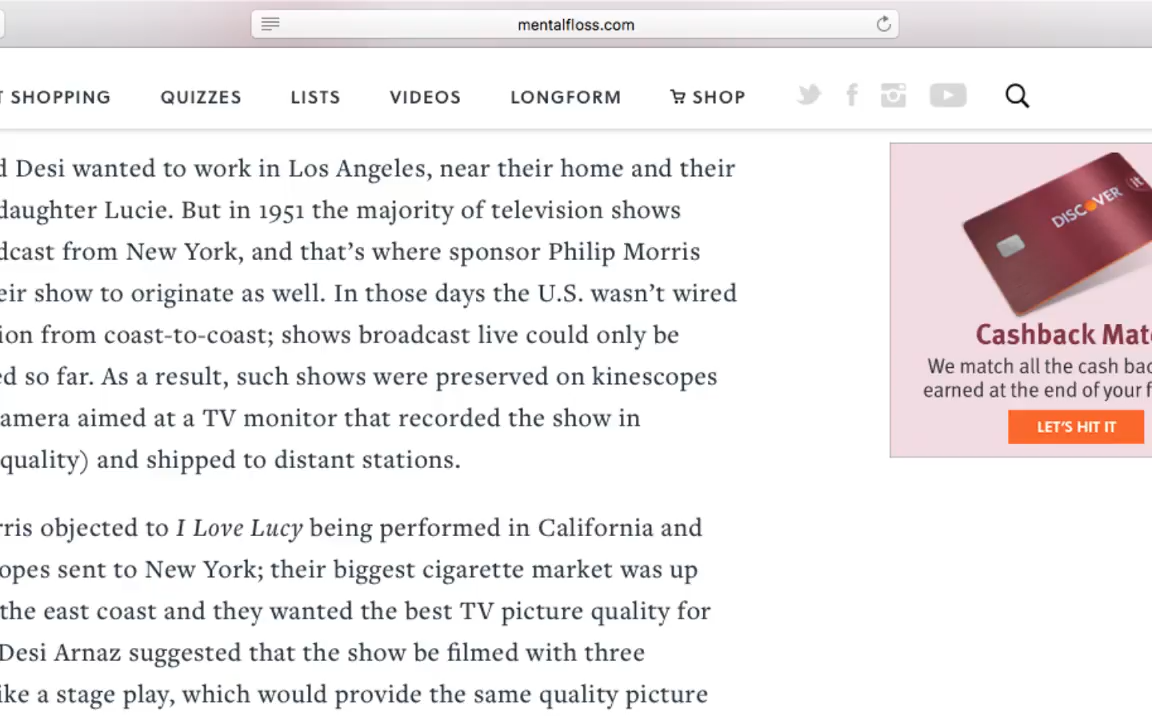 mentalfloss.com
T SHOPPING QUIZZES LISTS VIDEOS LONGFORM SHOP
d Desi wanted to work in Los Angeles, near their home and their
daughter Lucie. But in 1951 the majority of television shows
dcast from New York, and that’s where sponsor Philip Morris
eir show to originate as well. In those days the U.S. wasn’t wired
ion from coast-to-coast; shows broadcast live could only be
ed so far. As a result, such shows were preserved on kinescopes
amera aimed at a TV monitor that recorded the show in
quality) and shipped to distant stations.
rris objected to I Love Lucy being performed in California and
opes sent to New York; their biggest cigarette market was up
the east coast and they wanted the best TV picture quality for
Desi Arnaz suggested that the show be filmed with three
ike a stage play, which would provide the same quality picture
DISCOVER it
Cashback Mat
We match all the cash bac
earned at the end of your f
LET'S HIT IT